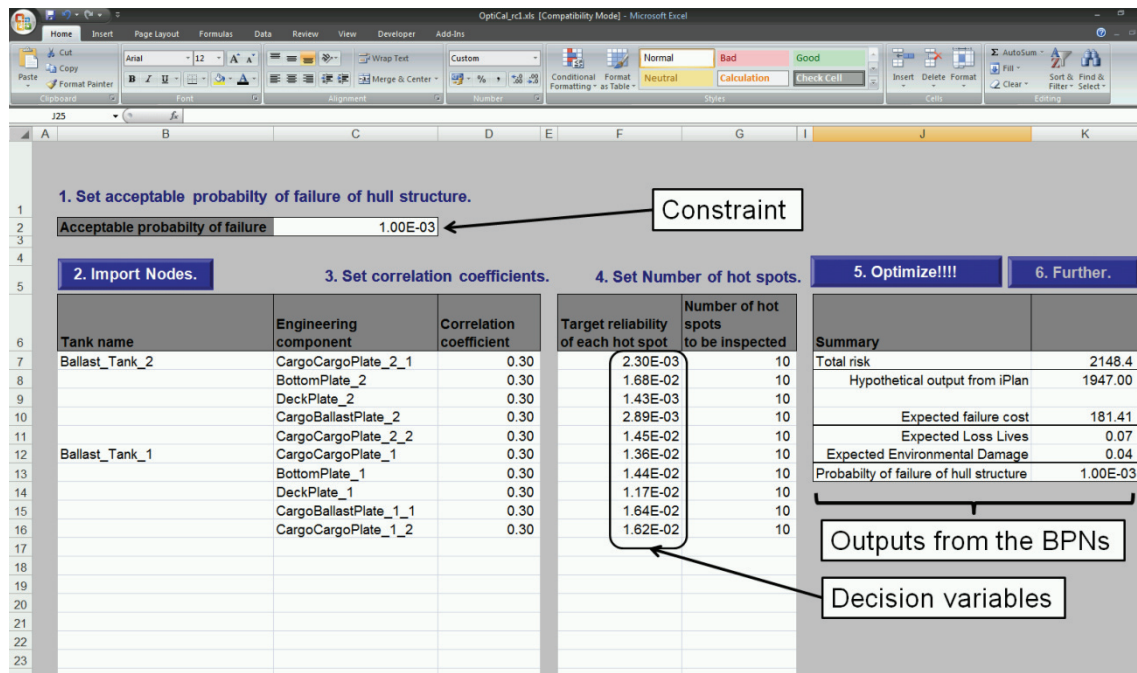 OptiCal_rc1.xls [Compatibility Mode] - Microsoft Excel
Home Insert Page Layout Formulas Data Review View Developer Add-Ins
Paste
Cut
Copy
Format Painter
Clipboard
Arial 12 A A
B I U A
Font
Wrap Text
Merge & Center
Alignment
Custom
% ,
Number
Conditional Formatting
Format as Table
Normal Bad Good
Neutral Calculation Check Cell
Styles
Insert Delete Format
Cells
Σ AutoSum
Fill
Clear
Sort & Filter
Find & Select
Editing
J25 fx
A B C D E F G I J K
1 1. Set acceptable probabilty of failure of hull structure.
2 Acceptable probabilty of failure 1.00E-03
Constraint
3
4
5 2. Import Nodes. 3. Set correlation coefficients. 4. Set Number of hot spots. 5. Optimize!!!! 6. Further.
6 Tank name Engineering component Correlation coefficient Target reliability of each hot spot Number of hot spots to be inspected Summary
7 Ballast_Tank_2 CargoCargoPlate_2_1 0.30 2.30E-03 10 Total risk 2148.4
8 BottomPlate_2 0.30 1.68E-02 10 Hypothetical output from iPlan 1947.00
9 DeckPlate_2 0.30 1.43E-03 10
10 CargoBallastPlate_2 0.30 2.89E-03 10 Expected failure cost 181.41
11 CargoCargoPlate_2_2 0.30 1.45E-02 10 Expected Loss Lives 0.07
12 Ballast_Tank_1 CargoCargoPlate_1 0.30 1.36E-02 10 Expected Environmental Damage 0.04
13 BottomPlate_1 0.30 1.44E-02 10 Probabilty of failure of hull structure 1.00E-03
14 DeckPlate_1 0.30 1.17E-02 10
15 CargoBallastPlate_1_1 0.30 1.64E-02 10
16 CargoCargoPlate_1_2 0.30 1.62E-02 10
Outputs from the BPNs
17
18
19
Decision variables
20
21
22
23